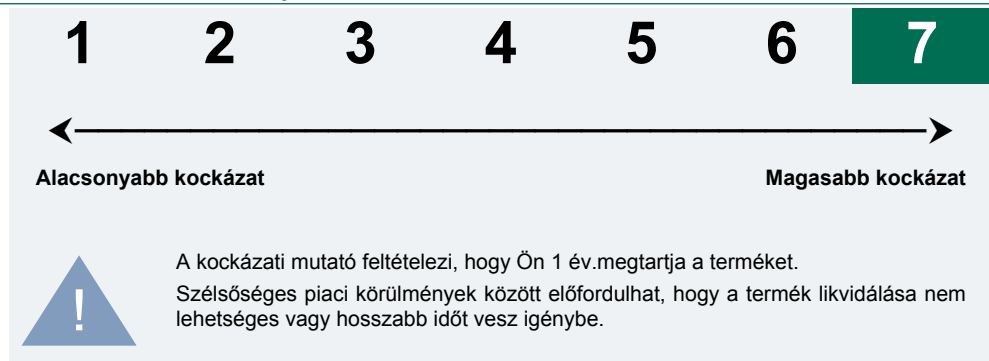 1 2 3 4 5 6 7
Alacsonyabb kockázat Magasabb kockázat
A kockázati mutató feltételezi, hogy Ön 1 év.megtartja a terméket.
Szélsőséges piaci körülmények között előfordulhat, hogy a termék likvidálása nem
! lehetséges vagy hosszabb időt vesz igénybe.